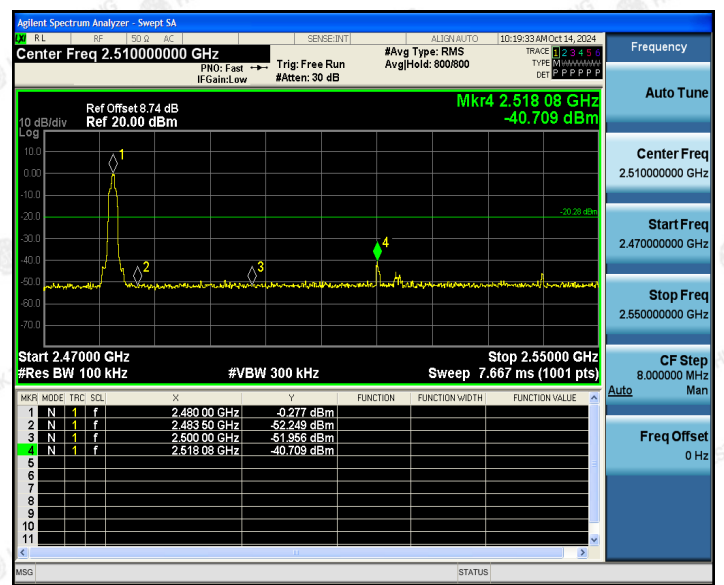 Agilent Spectrum Analyzer - Swept SA
LXI RL RF 50 Ω AC SENSE:INT ALIGN AUTO 10:19:33 AM Oct 14, 2024
Center Freq 2.510000000 GHz
PNO: Fast
IFGain:Low
Trig: Free Run
#Atten: 30 dB
#Avg Type: RMS
Avg|Hold: 800/800
TRACE 1 2 3 4 5 6
TYPE M
DET P P P P P P
Frequency
Auto Tune
Center Freq
2.510000000 GHz
Start Freq
2.470000000 GHz
Stop Freq
2.550000000 GHz
CF Step
8.000000 MHz
Auto Man
Freq Offset
0 Hz
Mkr4 2.518 08 GHz
-40.709 dBm
Ref Offset 8.74 dB
10 dB/div Ref 20.00 dBm
Log
10.0
0.00
-10.0
-20.0
-30.0
-40.0
-50.0
-60.0
-70.0
1
2
3
4
-20.28 dBm
Start 2.47000 GHz Stop 2.55000 GHz
#Res BW 100 kHz #VBW 300 kHz Sweep 7.667 ms (1001 pts)
MKR MODE TRC SCL X Y FUNCTION FUNCTION WIDTH FUNCTION VALUE
1 N 1 f 2.480 00 GHz -0.277 dBm
2 N 1 f 2.483 50 GHz -52.249 dBm
3 N 1 f 2.500 00 GHz -51.956 dBm
4 N 1 f 2.518 08 GHz -40.709 dBm
5
6
7
8
9
10
11
MSG STATUS